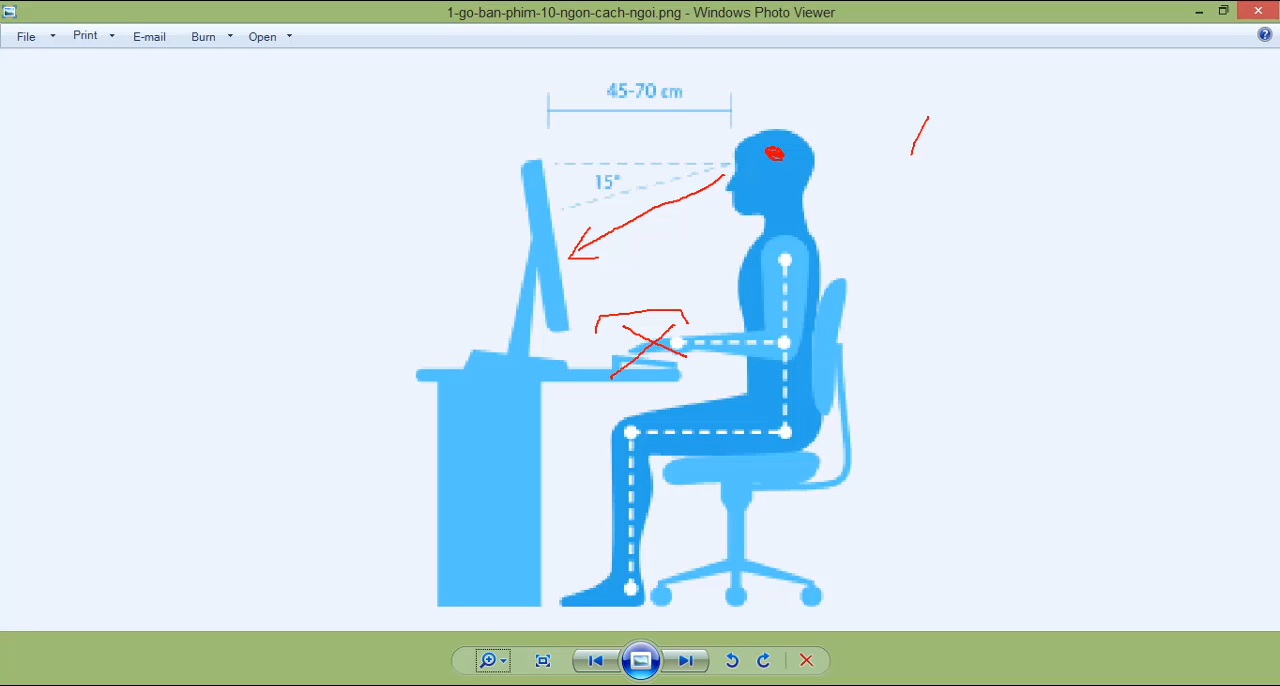 1-go-ban-phim-10-ngon-cach-ngoi.png - Windows Photo Viewer
File Print E-mail Burn Open
45-70 cm
15°